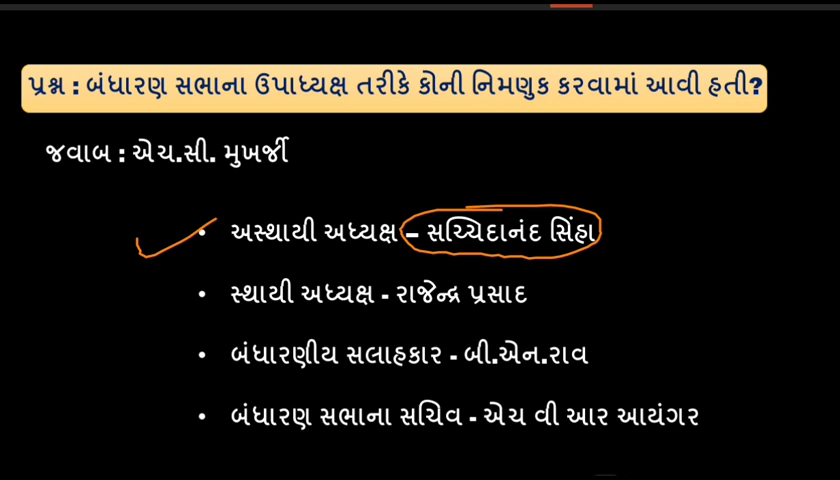 પ્રશ્ન : બંધારણ સભાના ઉપાધ્યક્ષ તરીકે કોની નિમણુક કરવામાં આવી હતી?
જવાબ : એચ.સી. મુખર્જી
• અસ્થાયી અધ્યક્ષ – સચ્ચિદાનંદ સિંહા
• સ્થાયી અધ્યક્ષ - રાજેન્દ્ર પ્રસાદ
• બંધારણીય સલાહકાર - બી.એન.રાવ
• બંધારણ સભાના સચિવ - એચ વી આર આયંગર